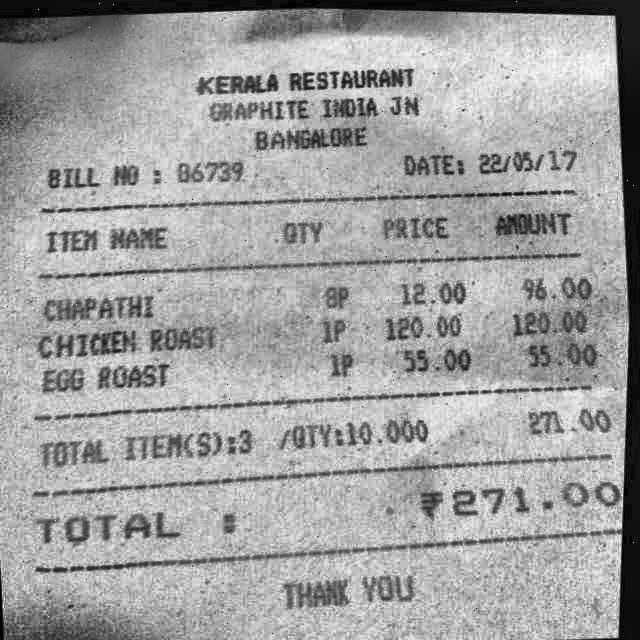 KERALA RESTAURANT
GRAPHITE INDIA JN
BANGALORE
BILL NO : 06739 DATE: 22/05/17
ITEM NAME QTY PRICE AMOUNT
CHAPATHI 8P 12.00 96.00
CHICKEN ROAST 1P 120.00 120.00
EGG ROAST 1P 55.00 55.00
TOTAL ITEM(S):3 /QTY:10.000 271.00
TOTAL : ₹271.00
THANK YOU